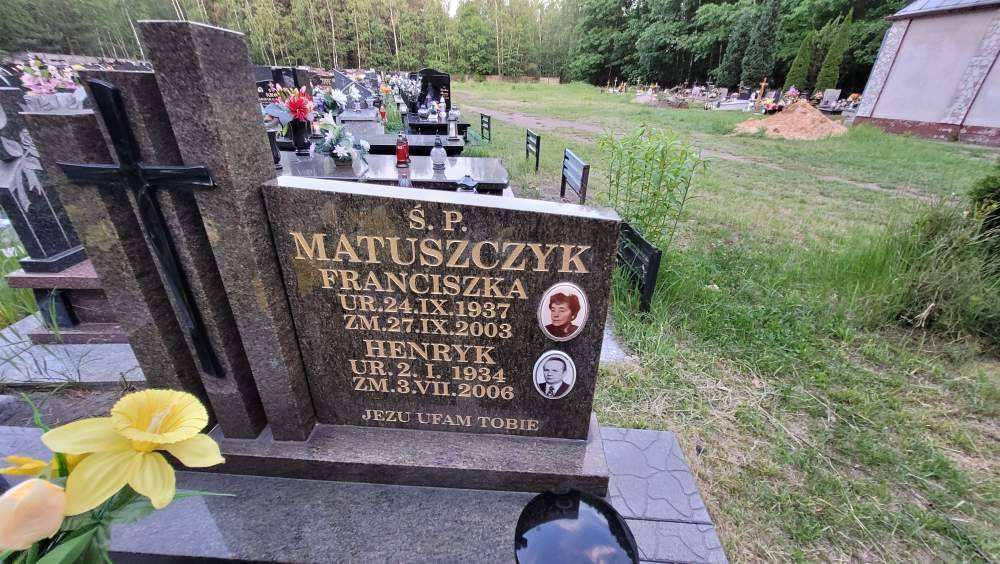 Ś. P.
MATUSZCZYK
FRANCISZKA
UR.24.IX.1937
ZM.27.IX.2003
HENRYK
UR.2.I.1934
ZM.3.VII.2006
JEZU UFAM TOBIE